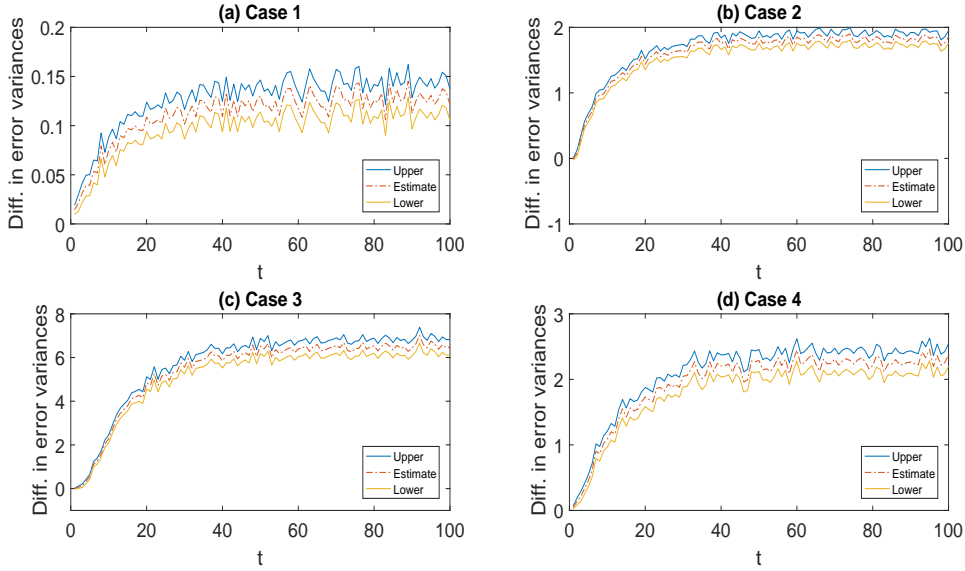 (a) Case 1
Diff. in error variances
0.2
0.15
0.1
0.05
0
0 20 40 60 80 100
t
Upper
Estimate
Lower
(b) Case 2
Diff. in error variances
2
1
0
-1
0 20 40 60 80 100
t
Upper
Estimate
Lower
(c) Case 3
Diff. in error variances
8
6
4
2
0
0 20 40 60 80 100
t
Upper
Estimate
Lower
(d) Case 4
Diff. in error variances
3
2
1
0
0 20 40 60 80 100
t
Upper
Estimate
Lower